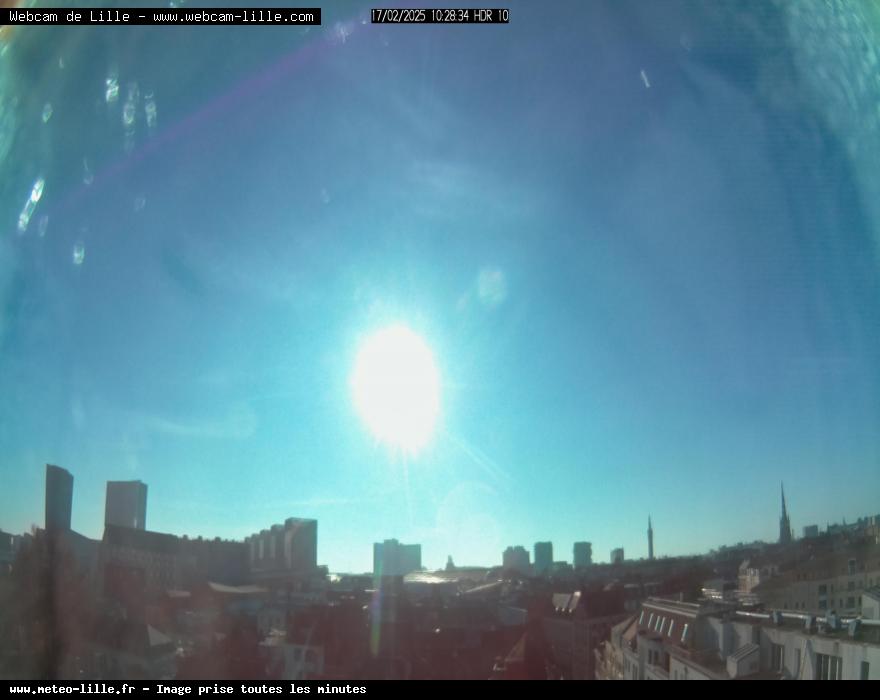 Webcam de Lille - www.webcam-lille.com
17/02/2025 10:28:34 HDR 10
www.meteo-lille.fr - Image prise toutes les minutes